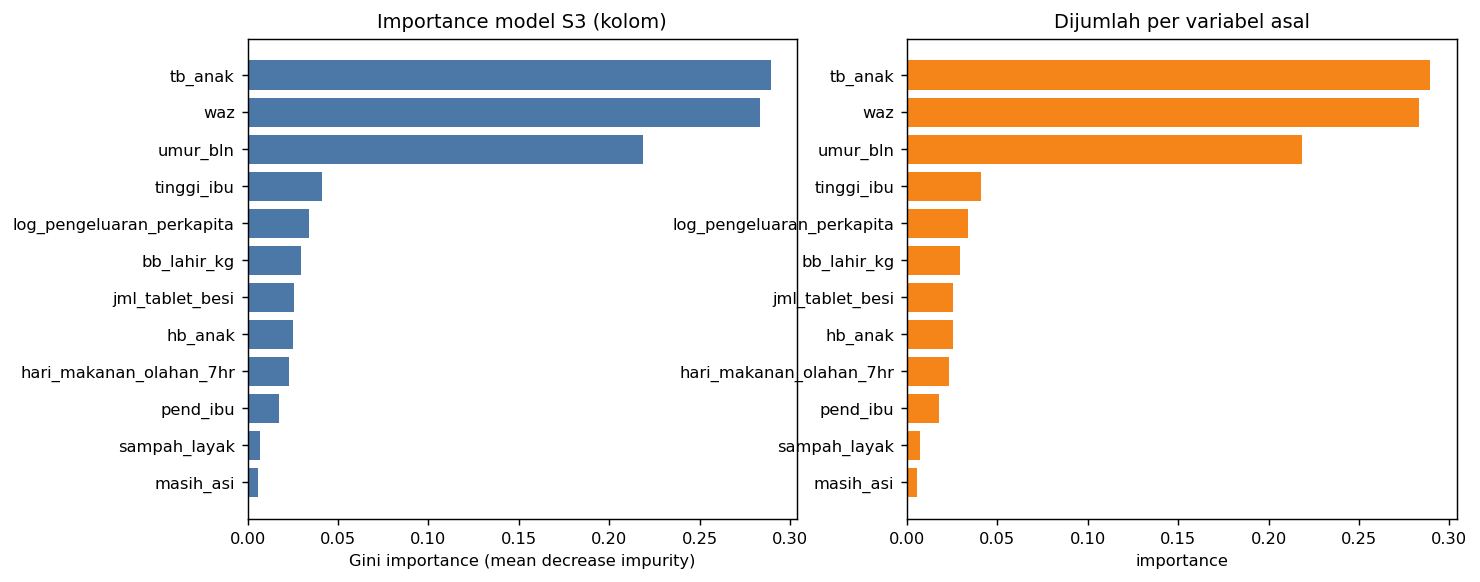 Importance model S3 (kolom)
tb_anak
waz
umur_bln
tinggi_ibu
log_pengeluaran_perkapita
bb_lahir_kg
jml_tablet_besi
hb_anak
hari_makanan_olahan_7hr
pend_ibu
sampah_layak
masih_asi
0.00 0.05 0.10 0.15 0.20 0.25 0.30
Gini importance (mean decrease impurity)
Dijumlah per variabel asal
tb_anak
waz
umur_bln
tinggi_ibu
log_pengeluaran_perkapita
bb_lahir_kg
jml_tablet_besi
hb_anak
hari_makanan_olahan_7hr
pend_ibu
sampah_layak
masih_asi
0.00 0.05 0.10 0.15 0.20 0.25 0.30
importance